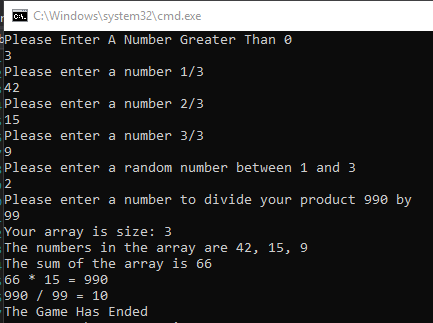 C:\Windows\system32\cmd.exe
Please Enter A Number Greater Than 0
3
Please enter a number 1/3
42
Please enter a number 2/3
15
Please enter a number 3/3
9
Please enter a random number between 1 and 3
2
Please enter a number to divide your product 990 by
99
Your array is size: 3
The numbers in the array are 42, 15, 9
The sum of the array is 66
66 * 15 = 990
990 / 99 = 10
The Game Has Ended